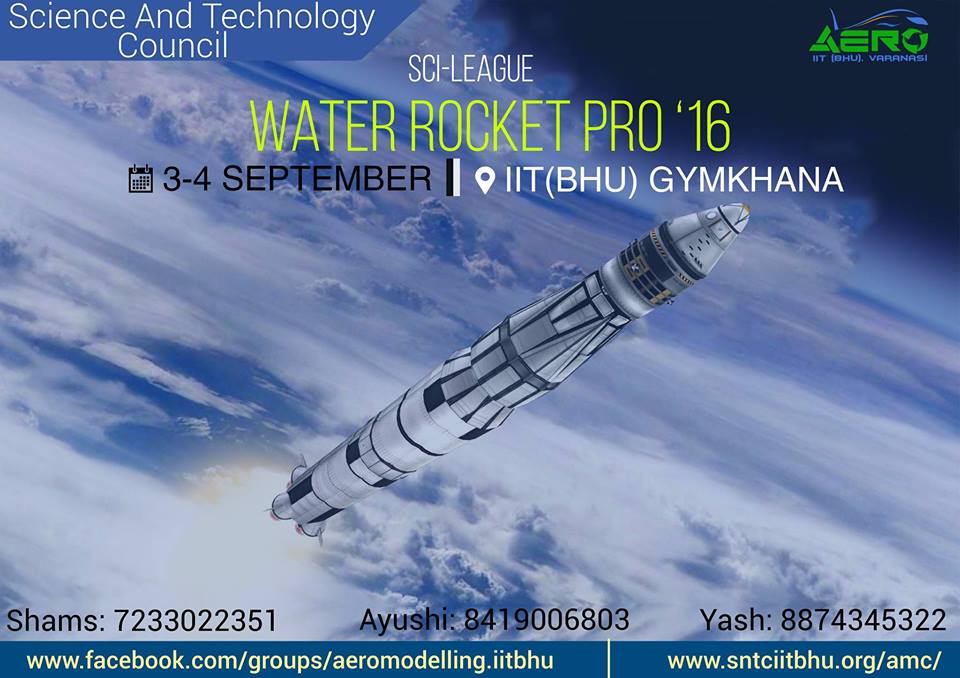 Science And Technology
Council
AERO
IIT (BHU), VARANASI
SCI-LEAGUE
WATER ROCKET PRO ‘16
3-4 SEPTEMBER
IIT(BHU) GYMKHANA
Shams: 7233022351
Ayushi: 8419006803
Yash: 8874345322
www.facebook.com/groups/aeromodelling.iitbhu
www.sntciitbhu.org/amc/